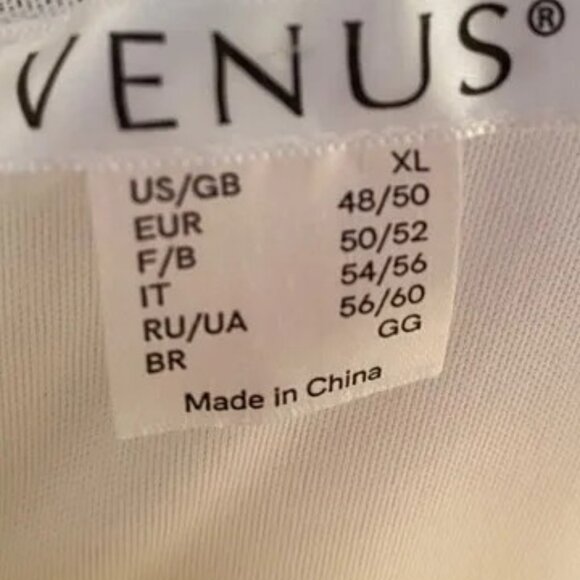 VENUS®
US/GB XL
EUR 48/50
F/B 50/52
IT 54/56
RU/UA 56/60
BR GG
Made in China